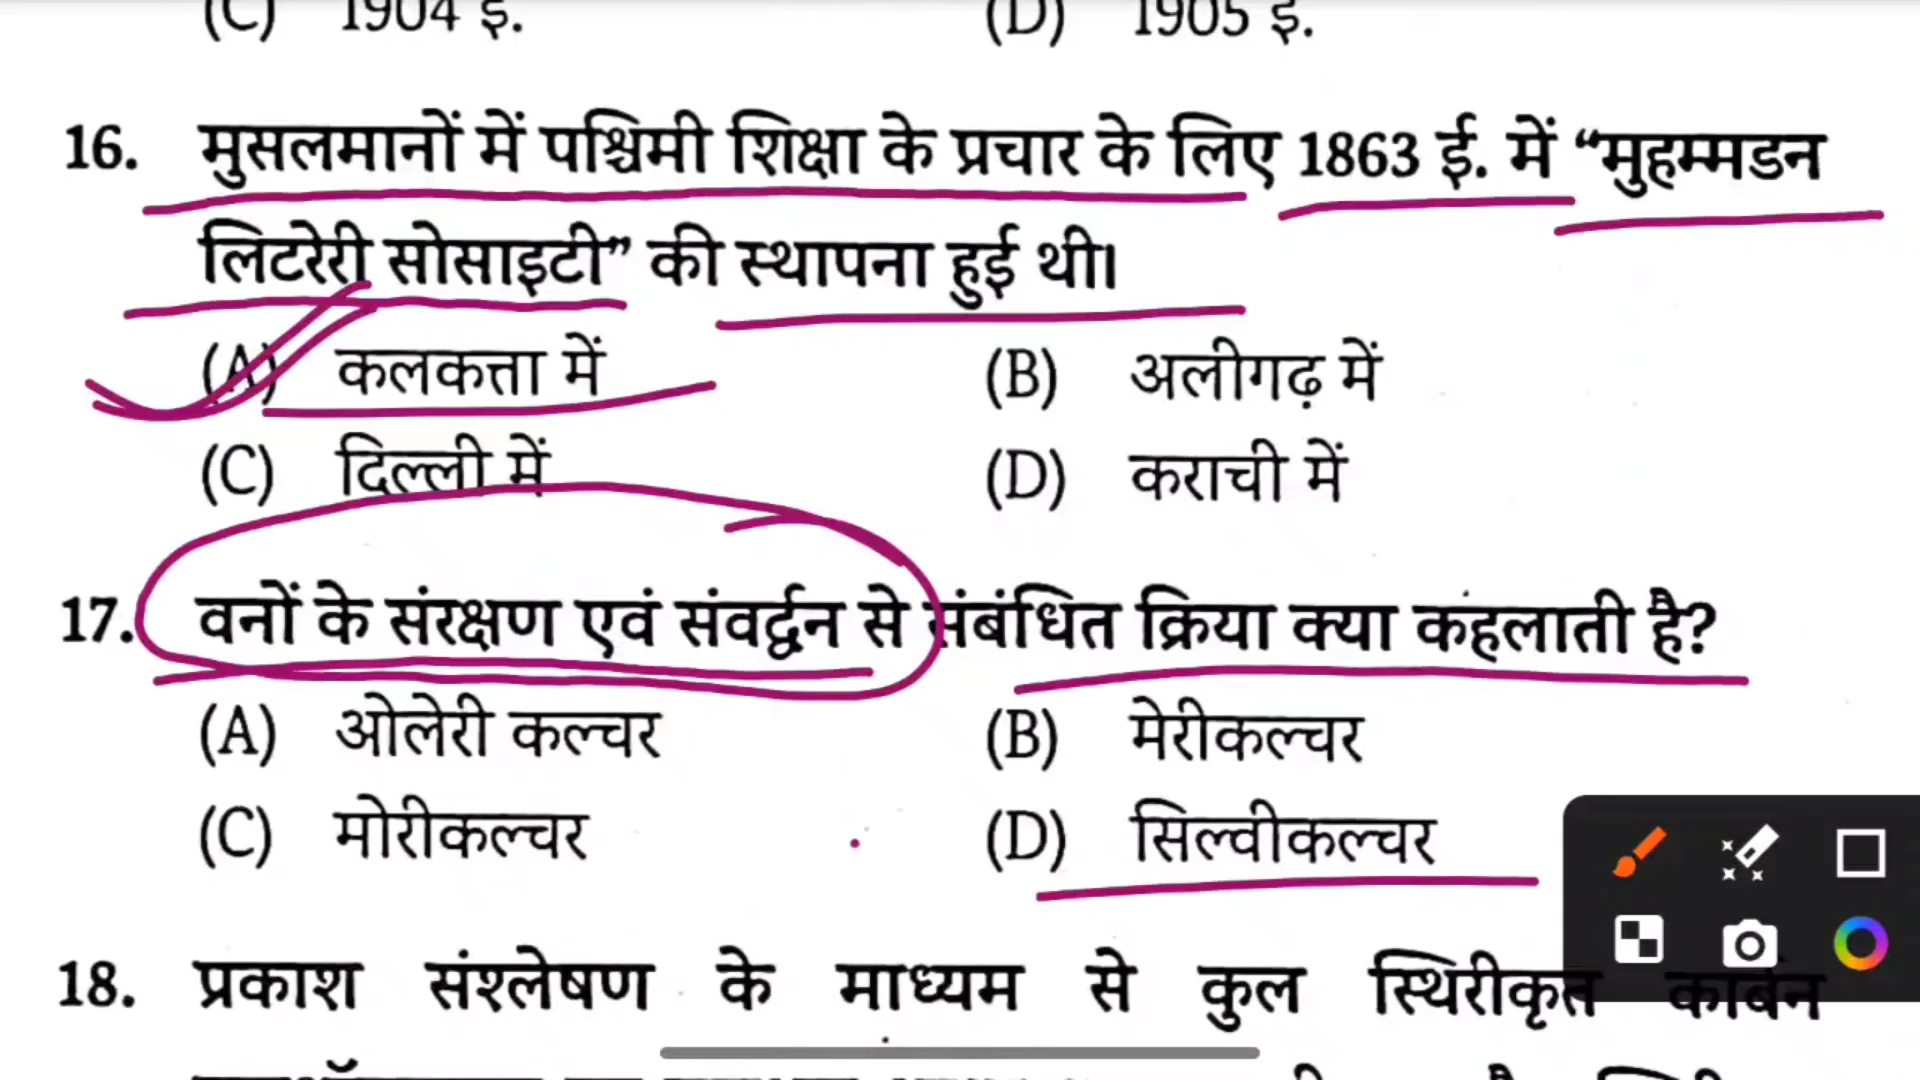 (C) 1904 ई. (D) 1905 ई.
16. मुसलमानों में पश्चिमी शिक्षा के प्रचार के लिए 1863 ई. में “मुहम्मडन
लिटरेरी सोसाइटी” की स्थापना हुई थी।
(A) कलकत्ता में (B) अलीगढ़ में
(C) दिल्ली में (D) कराची में
17. वनों के संरक्षण एवं संवर्द्धन से संबंधित क्रिया क्या कहलाती है?
(A) ओलेरी कल्चर (B) मेरीकल्चर
(C) मोरीकल्चर (D) सिल्वीकल्चर
18. प्रकाश संश्लेषण के माध्यम से कुल स्थिरीकृत कार्बन